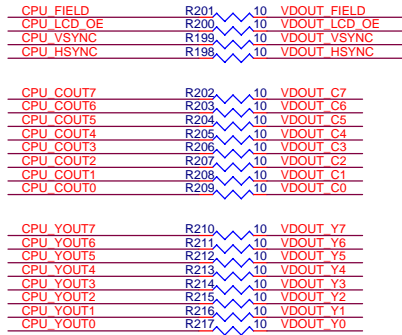 CPU_FIELD R201 10 VDOUT_FIELD
CPU_LCD_OE R200 10 VDOUT_LCD_OE
CPU_VSYNC R199 10 VDOUT_VSYNC
CPU_HSYNC R198 10 VDOUT_HSYNC
CPU_COUT7 R202 10 VDOUT_C7
CPU_COUT6 R203 10 VDOUT_C6
CPU_COUT5 R204 10 VDOUT_C5
CPU_COUT4 R205 10 VDOUT_C4
CPU_COUT3 R206 10 VDOUT_C3
CPU_COUT2 R207 10 VDOUT_C2
CPU_COUT1 R208 10 VDOUT_C1
CPU_COUT0 R209 10 VDOUT_C0
CPU_YOUT7 R210 10 VDOUT_Y7
CPU_YOUT6 R211 10 VDOUT_Y6
CPU_YOUT5 R212 10 VDOUT_Y5
CPU_YOUT4 R213 10 VDOUT_Y4
CPU_YOUT3 R214 10 VDOUT_Y3
CPU_YOUT2 R215 10 VDOUT_Y2
CPU_YOUT1 R216 10 VDOUT_Y1
CPU_YOUT0 R217 10 VDOUT_Y0